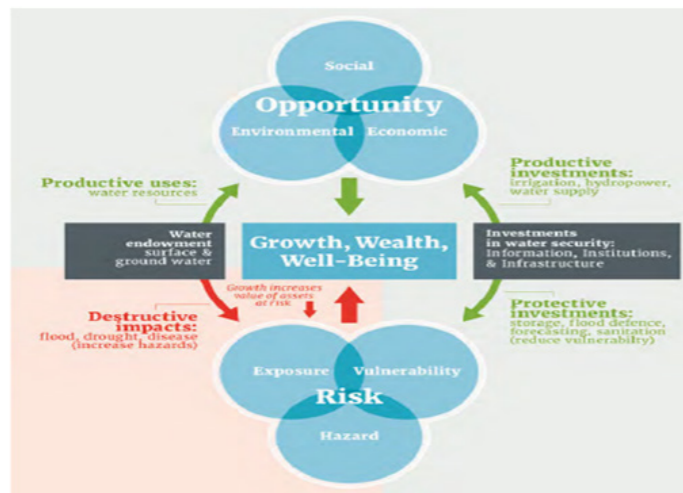 Social
Opportunity
Environmental Economic
Productive uses:
water resources
Productive
investments:
irrigation, hydropower,
water supply
Water
endowment
surface &
ground water
Growth, Wealth,
Well-Being
Investments
in water security:
Information, Institutions,
& Infrastructure
Growth increases
value of assets
at risk
Destructive
impacts:
flood, drought, disease
(increase hazards)
Protective
investments:
storage, flood defence,
forecasting, sanitation
(reduce vulnerability)
Exposure Vulnerability
Risk
Hazard